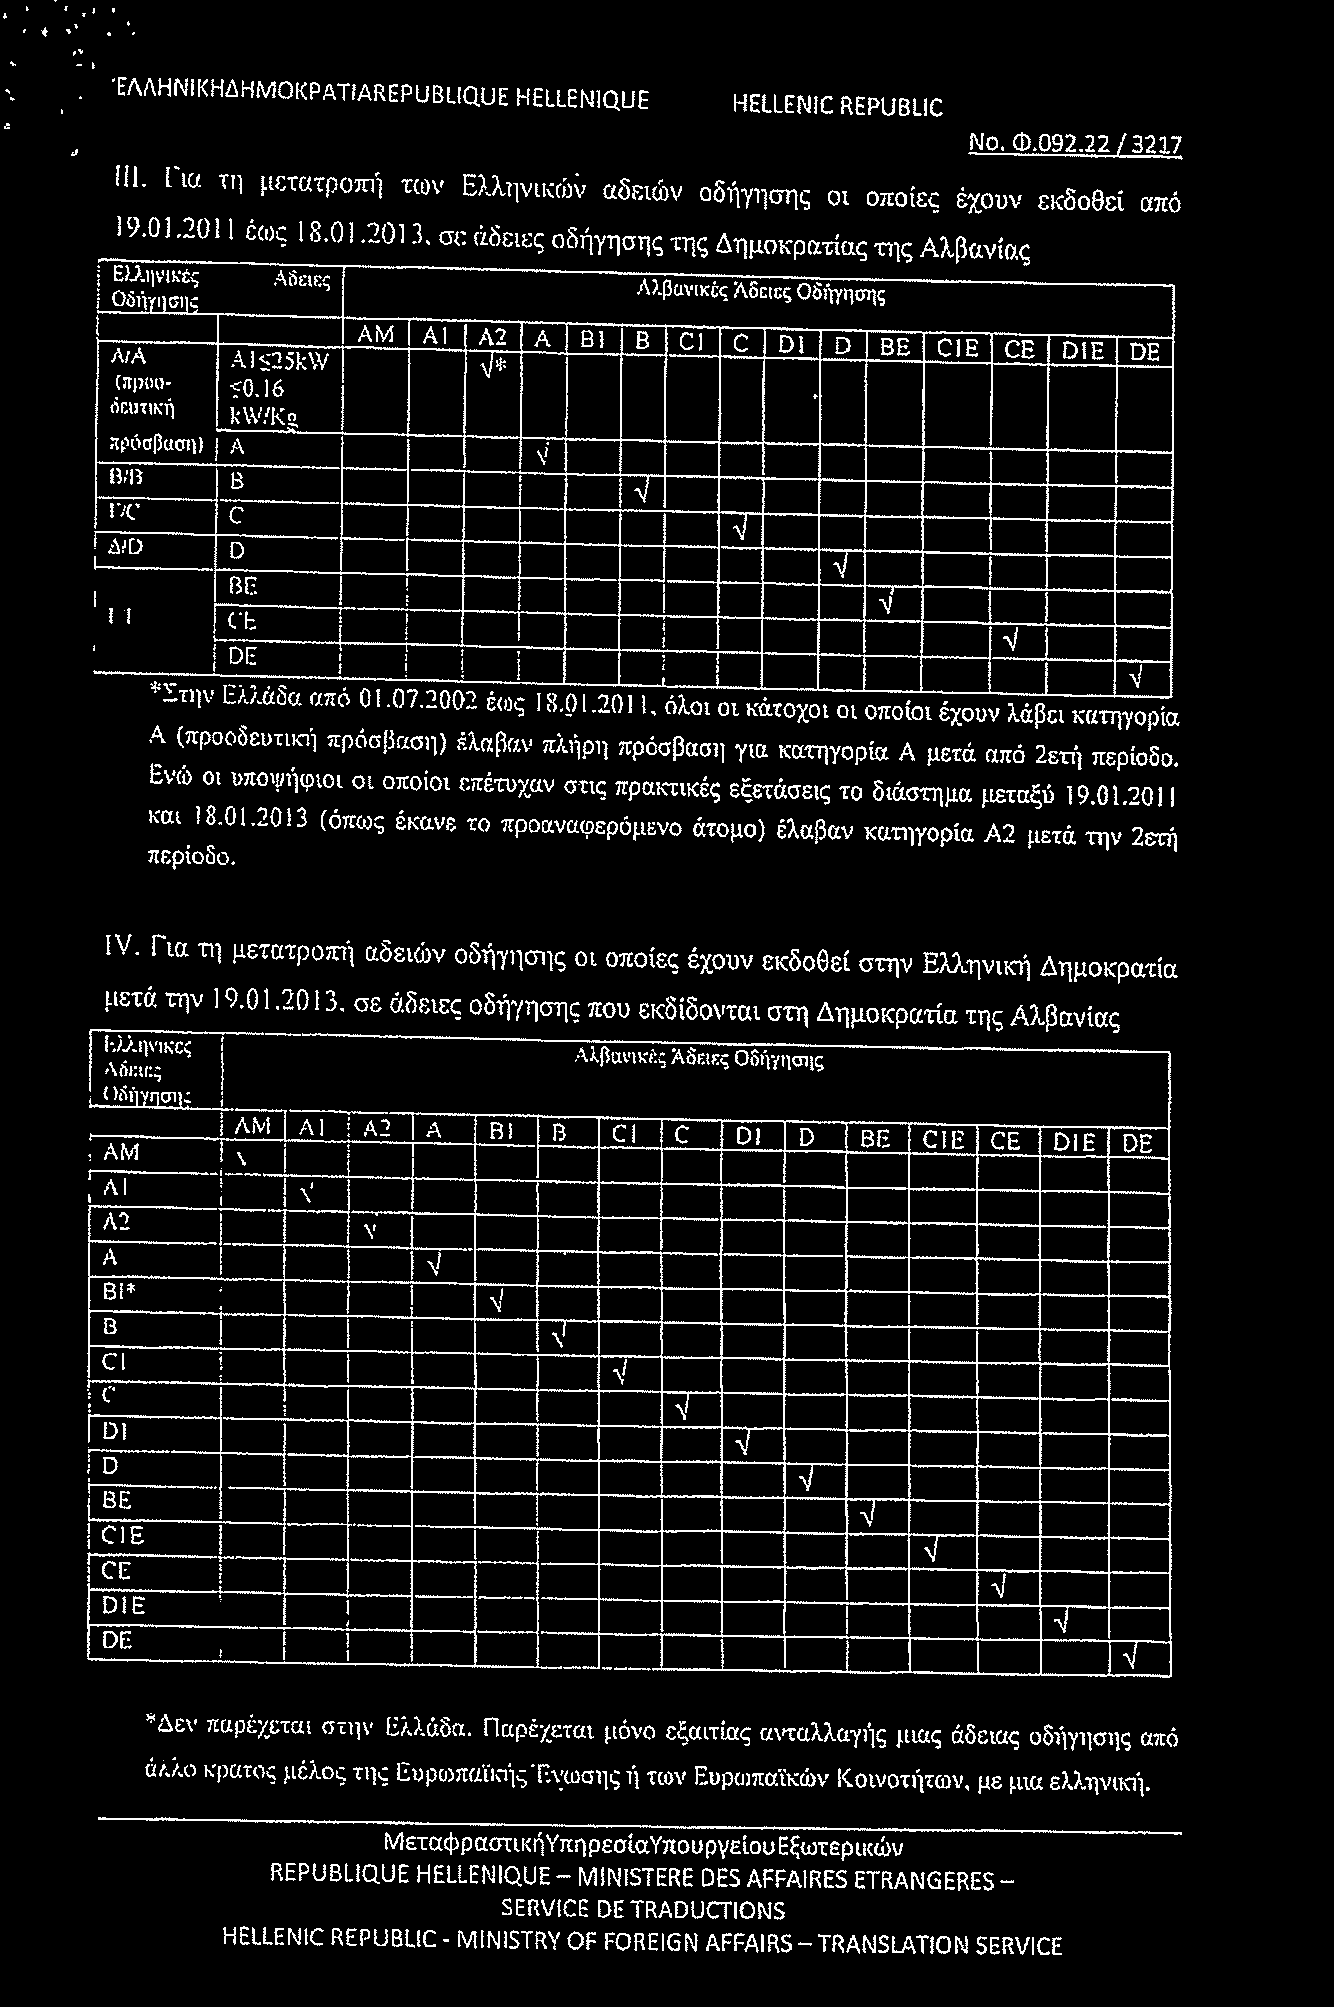 ΈΛΛΗΝΙΚΗΔΗΜΟΚΡΑΤΙΑREPUBLIQUE HELLENIQUE HELLENIC REPUBLIC
No. Φ.092.22 / 3217
III. Για τη μετατροπή των Ελληνικών αδειών οδήγησης οι οποίες έχουν εκδοθεί από
19.01.2011 έως 18.01.2013, σε άδειες οδήγησης της Δημοκρατίας της Αλβανίας
Ελληνικές Αδειες Αλβανικές Άδειες Οδήγησης
Οδήγησης
AM A1 A2 A B1 B C1 C D1 D BE C1E CE D1E DE
A/A A1≤25kW √*
(προο- ≤0.16
δευτική kW/Kg
πρόσβαση) A √
B/B B √
Γ/C C √
Δ/D D √
BE √
CE √
DE √
*Στην Ελλάδα από 01.07.2002 έως 18.01.2011, όλοι οι κάτοχοι οι οποίοι έχουν λάβει κατηγορία
Α (προοδευτική πρόσβαση) έλαβαν πλήρη πρόσβαση για κατηγορία Α μετά από 2ετή περίοδο.
Ενώ οι υποψήφιοι οι οποίοι επέτυχαν στις πρακτικές εξετάσεις το διάστημα μεταξύ 19.01.2011
και 18.01.2013 (όπως έκανε το προαναφερόμενο άτομο) έλαβαν κατηγορία Α2 μετά την 2ετή
περίοδο.
IV. Για τη μετατροπή αδειών οδήγησης οι οποίες έχουν εκδοθεί στην Ελληνική Δημοκρατία
μετά την 19.01.2013, σε άδειες οδήγησης που εκδίδονται στη Δημοκρατία της Αλβανίας
Ελληνικες Αλβανικές Άδειες Οδήγησης
Αδειες
Οδήγησης
AM A1 A2 A B1 B C1 C D1 D BE C1E CE D1E DE
AM √
A1 √
A2 √
A √
B1* √
B √
C1 √
C √
D1 √
D √
BE √
C1E √
CE √
D1E √
DE √
*Δεν παρέχεται στην Ελλάδα. Παρέχεται μόνο εξαιτίας ανταλλαγής μιας άδειας οδήγησης από
άλλο κρατος μέλος της Ευρωπαϊκής Ένωσης ή των Ευρωπαϊκών Κοινοτήτων, με μια ελληνική.
ΜεταφραστικήΥπηρεσίαΥπουργείουΕξωτερικών
REPUBLIQUE HELLENIQUE – MINISTERE DES AFFAIRES ETRANGERES –
SERVICE DE TRADUCTIONS
HELLENIC REPUBLIC - MINISTRY OF FOREIGN AFFAIRS – TRANSLATION SERVICE